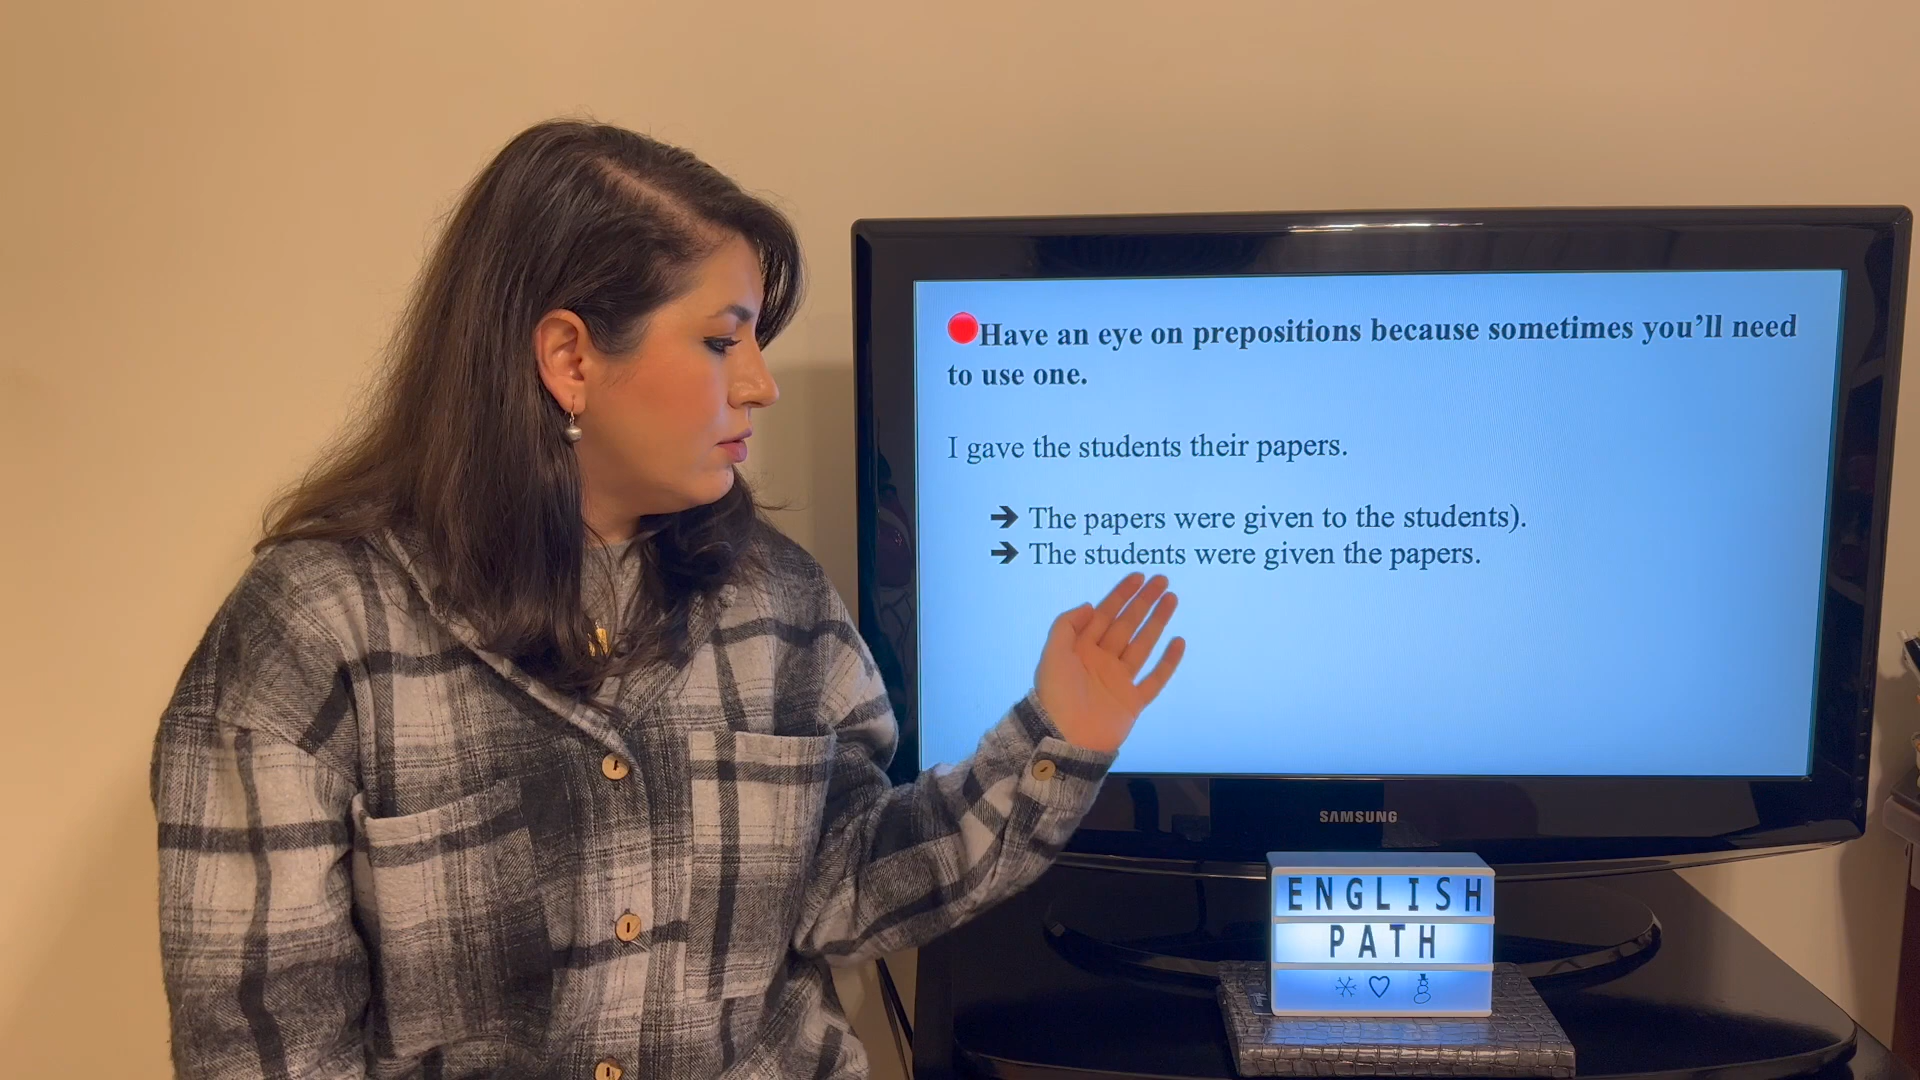 Have an eye on prepositions because sometimes you'll need
to use one.
I gave the students their papers.
➔ The papers were given to the students).
➔ The students were given the papers.
SAMSUNG
ENGLISH
PATH